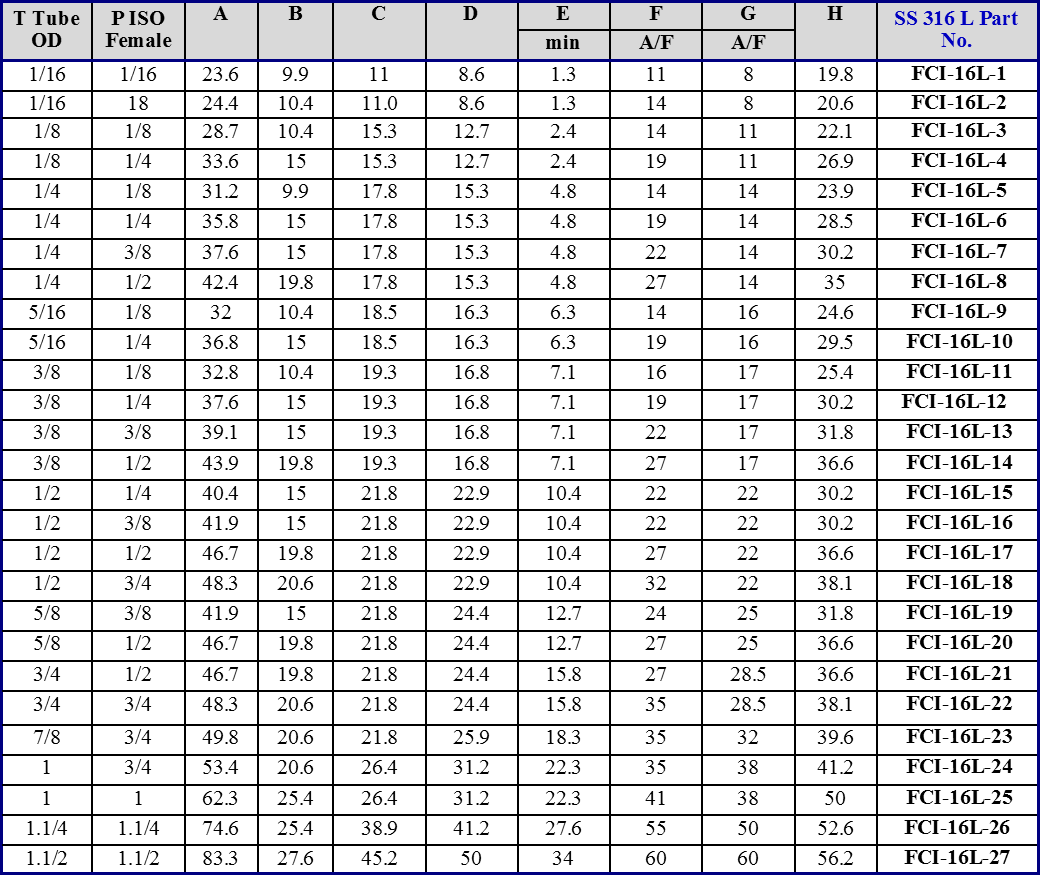 T Tube OD P ISO Female A B C D E min F A/F G A/F H SS 316 L Part No.
1/16 1/16 23.6 9.9 11 8.6 1.3 11 8 19.8 FCI-16L-1
1/16 18 24.4 10.4 11.0 8.6 1.3 14 8 20.6 FCI-16L-2
1/8 1/8 28.7 10.4 15.3 12.7 2.4 14 11 22.1 FCI-16L-3
1/8 1/4 33.6 15 15.3 12.7 2.4 19 11 26.9 FCI-16L-4
1/4 1/8 31.2 9.9 17.8 15.3 4.8 14 14 23.9 FCI-16L-5
1/4 1/4 35.8 15 17.8 15.3 4.8 19 14 28.5 FCI-16L-6
1/4 3/8 37.6 15 17.8 15.3 4.8 22 14 30.2 FCI-16L-7
1/4 1/2 42.4 19.8 17.8 15.3 4.8 27 14 35 FCI-16L-8
5/16 1/8 32 10.4 18.5 16.3 6.3 14 16 24.6 FCI-16L-9
5/16 1/4 36.8 15 18.5 16.3 6.3 19 16 29.5 FCI-16L-10
3/8 1/8 32.8 10.4 19.3 16.8 7.1 16 17 25.4 FCI-16L-11
3/8 1/4 37.6 15 19.3 16.8 7.1 19 17 30.2 FCI-16L-12
3/8 3/8 39.1 15 19.3 16.8 7.1 22 17 31.8 FCI-16L-13
3/8 1/2 43.9 19.8 19.3 16.8 7.1 27 17 36.6 FCI-16L-14
1/2 1/4 40.4 15 21.8 22.9 10.4 22 22 30.2 FCI-16L-15
1/2 3/8 41.9 15 21.8 22.9 10.4 22 22 30.2 FCI-16L-16
1/2 1/2 46.7 19.8 21.8 22.9 10.4 27 22 36.6 FCI-16L-17
1/2 3/4 48.3 20.6 21.8 22.9 10.4 32 22 38.1 FCI-16L-18
5/8 3/8 41.9 15 21.8 24.4 12.7 24 25 31.8 FCI-16L-19
5/8 1/2 46.7 19.8 21.8 24.4 12.7 27 25 36.6 FCI-16L-20
3/4 1/2 46.7 19.8 21.8 24.4 15.8 27 28.5 36.6 FCI-16L-21
3/4 3/4 48.3 20.6 21.8 24.4 15.8 35 28.5 38.1 FCI-16L-22
7/8 3/4 49.8 20.6 21.8 25.9 18.3 35 32 39.6 FCI-16L-23
1 3/4 53.4 20.6 26.4 31.2 22.3 35 38 41.2 FCI-16L-24
1 1 62.3 25.4 26.4 31.2 22.3 41 38 50 FCI-16L-25
1.1/4 1.1/4 74.6 25.4 38.9 41.2 27.6 55 50 52.6 FCI-16L-26
1.1/2 1.1/2 83.3 27.6 45.2 50 34 60 60 56.2 FCI-16L-27